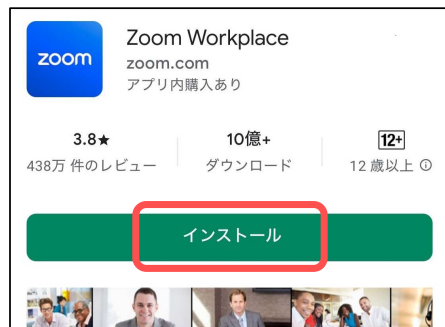 zoom
Zoom Workplace
zoom.com
アプリ内購入あり
3.8★
10億+
12+
438万 件のレビュー
ダウンロード
12 歳以上 ⓘ
インストール